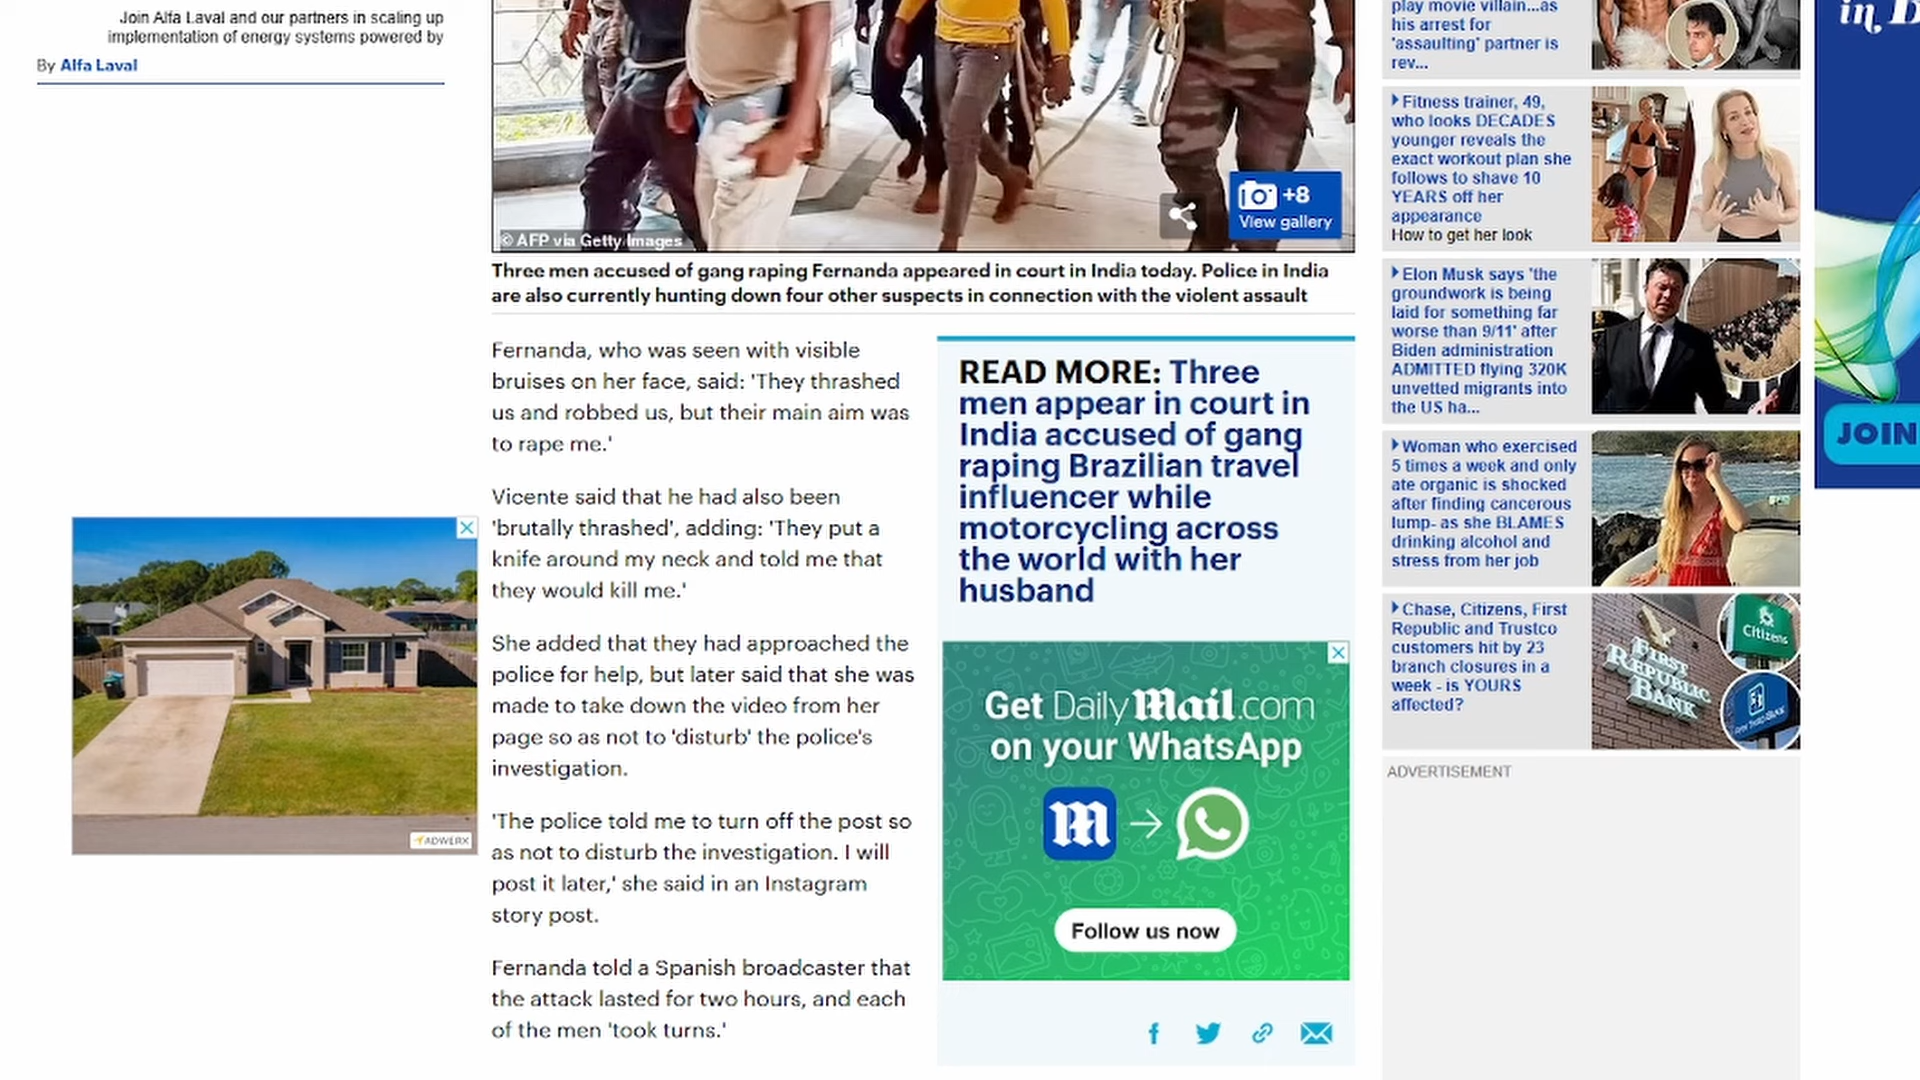 Join Alfa Laval and our partners in scaling up
implementation of energy systems powered by
By Alfa Laval
+8
View gallery
© AFP via Getty Images
Three men accused of gang raping Fernanda appeared in court in India today. Police in India
are also currently hunting down four other suspects in connection with the violent assault
Fernanda, who was seen with visible
bruises on her face, said: 'They thrashed
us and robbed us, but their main aim was
to rape me.'
Vicente said that he had also been
'brutally thrashed', adding: 'They put a
knife around my neck and told me that
they would kill me.'
She added that they had approached the
police for help, but later said that she was
made to take down the video from her
page so as not to 'disturb' the police's
investigation.
'The police told me to turn off the post so
as not to disturb the investigation. I will
post it later,' she said in an Instagram
story post.
Fernanda told a Spanish broadcaster that
the attack lasted for two hours, and each
of the men 'took turns.'
ADWERX
READ MORE: Three
men appear in court in
India accused of gang
raping Brazilian travel
influencer while
motorcycling across
the world with her
husband
Get DailyMail.com
on your WhatsApp
Follow us now
play movie villain...as
his arrest for
'assaulting' partner is
rev...
Fitness trainer, 49,
who looks DECADES
younger reveals the
exact workout plan she
follows to shave 10
YEARS off her
appearance
How to get her look
Elon Musk says 'the
groundwork is being
laid for something far
worse than 9/11' after
Biden administration
ADMITTED flying 320K
unvetted migrants into
the US ha...
Woman who exercised
5 times a week and only
ate organic is shocked
after finding cancerous
lump- as she BLAMES
drinking alcohol and
stress from her job
Chase, Citizens, First
Republic and Trustco
customers hit by 23
branch closures in a
week - is YOURS
affected?
FIRST
REPUBLIC
BANK
Citizens
ADVERTISEMENT
in
JOIN